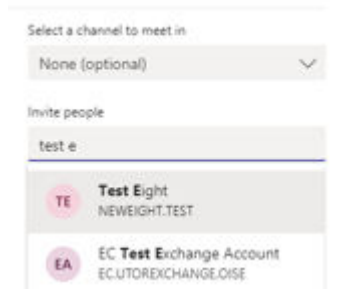 Select a channel to meet in
None (optional)
Invite people
test e
TE
Test Eight
NEWEIGHT.TEST
EA
EC Test Exchange Account
EC.UTOREXCHANGE.OISE